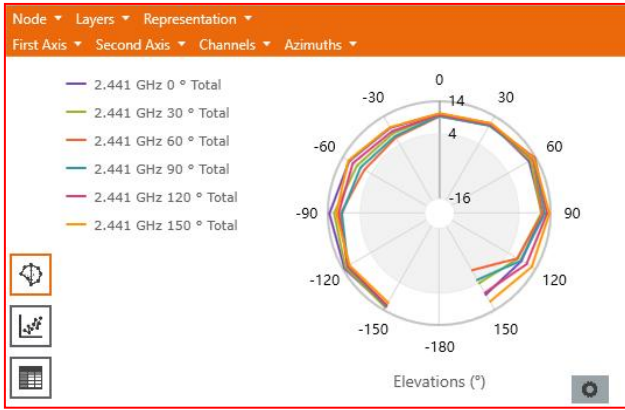 Node Layers Representation
First Axis Second Axis Channels Azimuths
2.441 GHz 0 ° Total
2.441 GHz 30 ° Total
2.441 GHz 60 ° Total
2.441 GHz 90 ° Total
2.441 GHz 120 ° Total
2.441 GHz 150 ° Total
0
-30
14
30
4
-60
60
-16
-90
90
-120
120
-150
150
-180
Elevations (°)